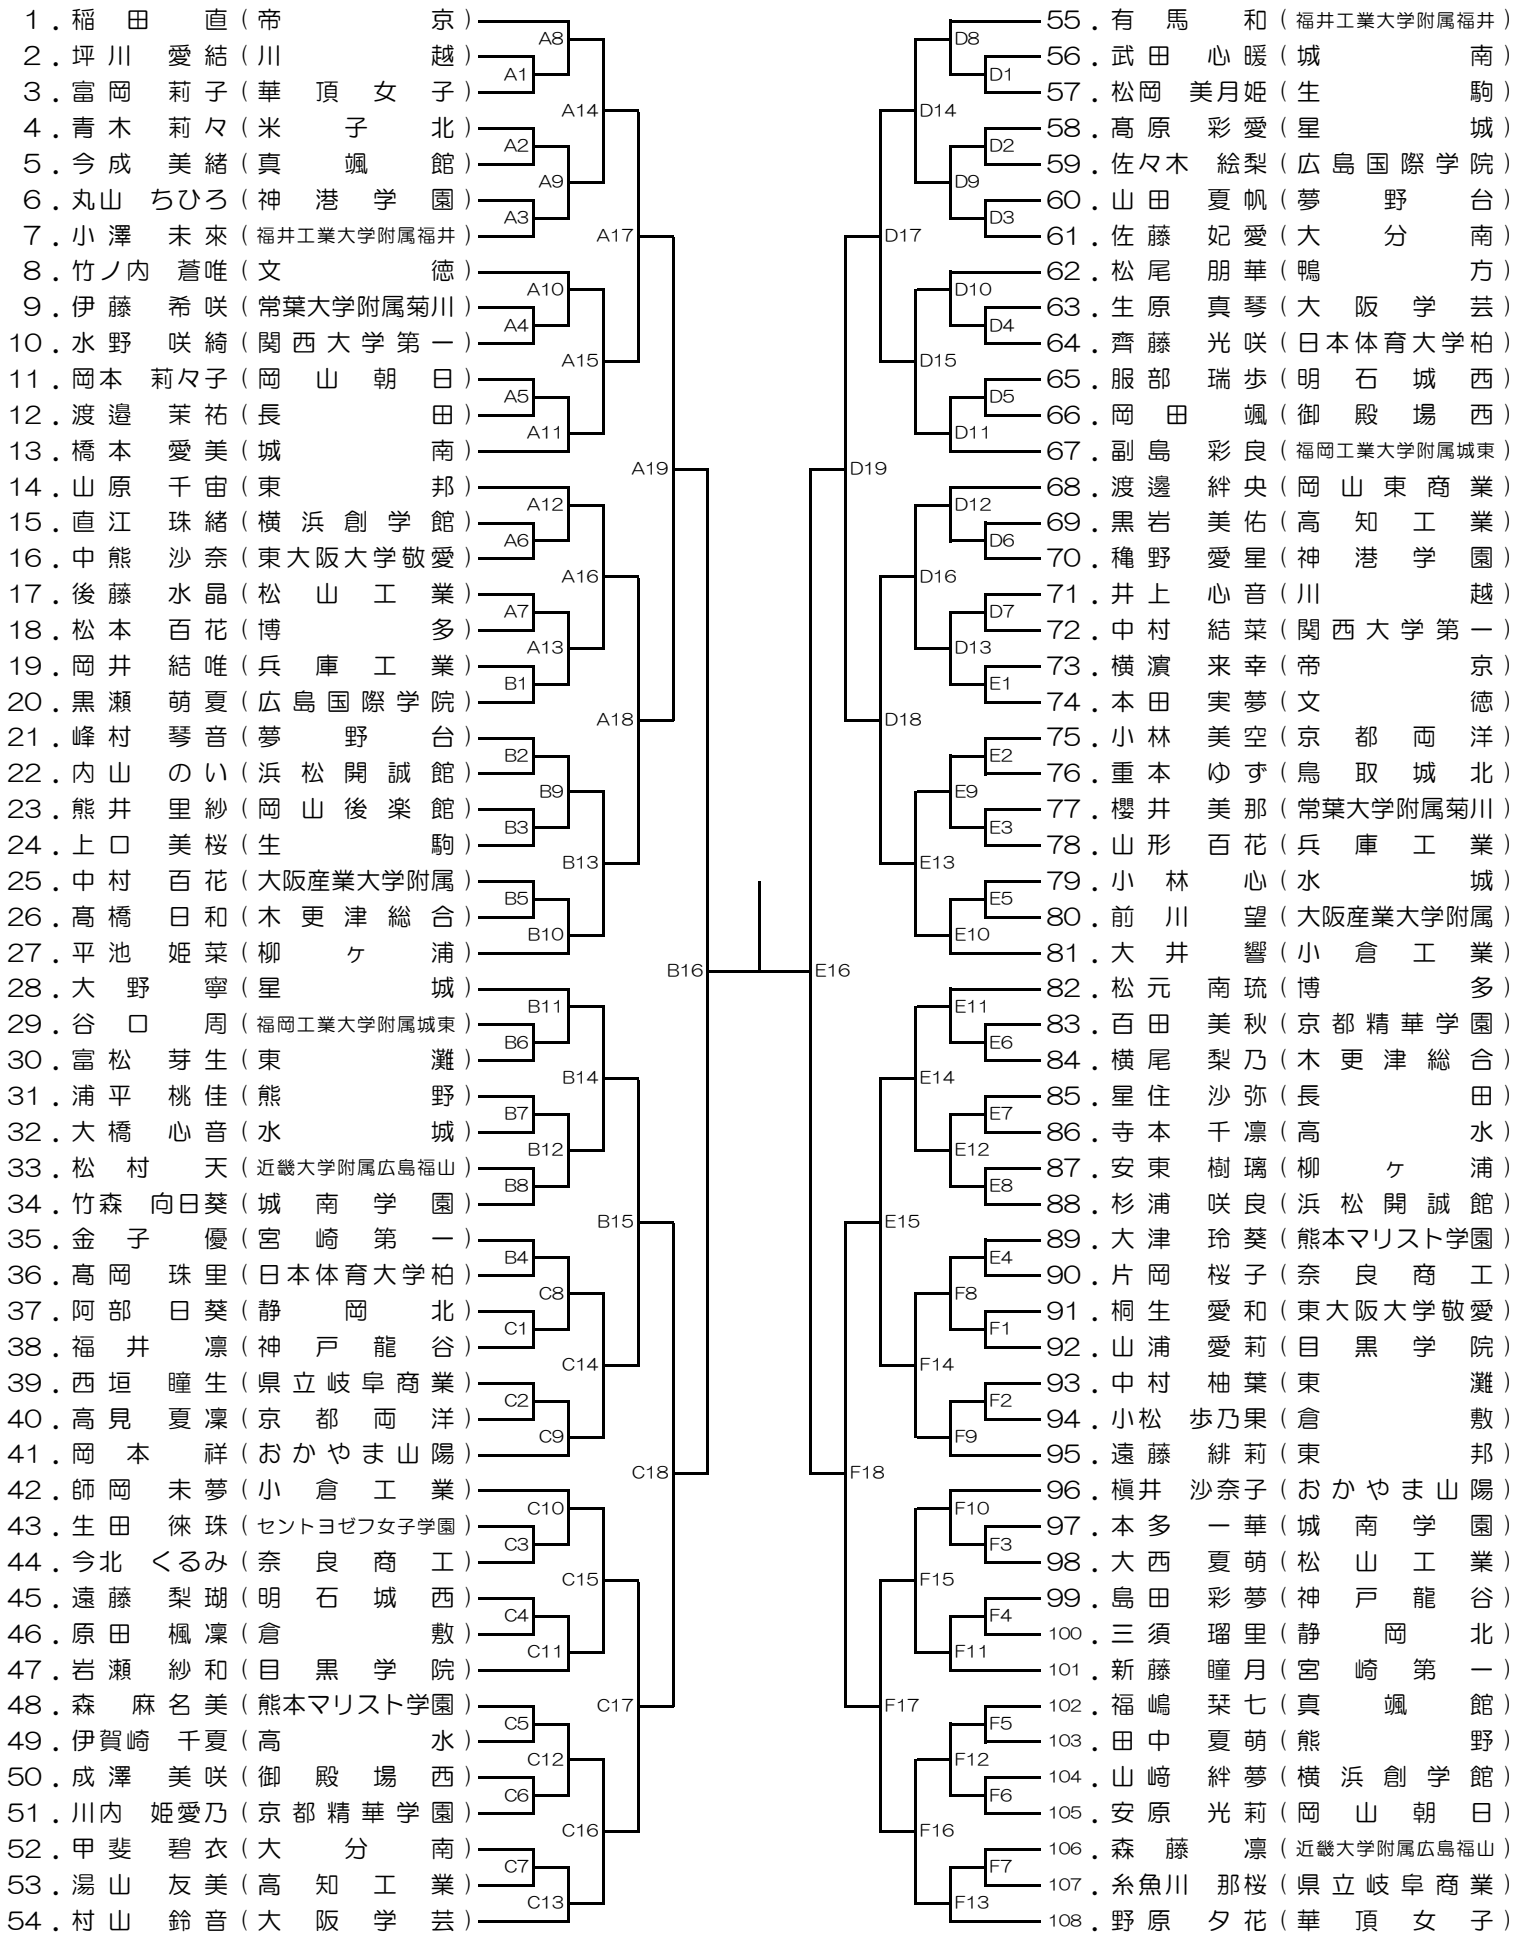 1．稲田 直（帝京）
2．坪川 愛結（川越）
3．富岡 莉子（華頂女子）
4．青木 莉々（米子北）
5．今成 美緒（真颯館）
6．丸山 ちひろ（神港学園）
7．小澤 未來（福井工業大学附属福井）
8．竹ノ内 蒼唯（文徳）
9．伊藤 希咲（常葉大学附属菊川）
10．水野 咲綺（関西大学第一）
11．岡本 莉々子（岡山朝日）
12．渡邉 茉祐（長田）
13．橋本 愛美（城南）
14．山原 千宙（東邦）
15．直江 珠緒（横浜創学館）
16．中熊 沙奈（東大阪大学敬愛）
17．後藤 水晶（松山工業）
18．松本 百花（博多）
19．岡井 結唯（兵庫工業）
20．黒瀬 萌夏（広島国際学院）
21．峰村 琴音（夢野台）
22．内山 のい（浜松開誠館）
23．熊井 里紗（岡山後楽館）
24．上口 美桜（生駒）
25．中村 百花（大阪産業大学附属）
26．髙橋 日和（木更津総合）
27．平池 姫菜（柳ヶ浦）
28．大野 寧（星城）
29．谷口 周（福岡工業大学附属城東）
30．富松 芽生（東灘）
31．浦平 桃佳（熊野）
32．大橋 心音（水城）
33．松村 天（近畿大学附属広島福山）
34．竹森 向日葵（城南学園）
35．金子 優（宮崎第一）
36．髙岡 珠里（日本体育大学柏）
37．阿部 日葵（静岡北）
38．福井 凛（神戸龍谷）
39．西垣 瞳生（県立岐阜商業）
40．高見 夏凜（京都両洋）
41．岡本 祥（おかやま山陽）
42．師岡 未夢（小倉工業）
43．生田 徠珠（セントヨゼフ女子学園）
44．今北 くるみ（奈良商工）
45．遠藤 梨瑚（明石城西）
46．原田 楓凜（倉敷）
47．岩瀬 紗和（目黒学院）
48．森 麻名美（熊本マリスト学園）
49．伊賀崎 千夏（高水）
50．成澤 美咲（御殿場西）
51．川内 姫愛乃（京都精華学園）
52．甲斐 碧衣（大分南）
53．湯山 友美（高知工業）
54．村山 鈴音（大阪学芸）
A8
A1
A14
A2
A9
A3
A17
A10
A4
A15
A5
A11
A19
A12
A6
A16
A7
A13
B1
A18
B2
B9
B3
B13
B5
B10
B16
B11
B6
B14
B7
B12
B8
B15
B4
C8
C1
C14
C2
C9
C18
C10
C3
C15
C4
C11
C17
C5
C12
C6
C16
C7
C13
D8
D1
D14
D2
D9
D3
D17
D10
D4
D15
D5
D11
D19
D12
D6
D16
D7
D13
E1
D18
E2
E9
E3
E13
E5
E10
E16
E11
E6
E14
E7
E12
E8
E15
E4
F8
F1
F14
F2
F9
F18
F10
F3
F15
F4
F11
F17
F5
F12
F6
F16
F7
F13
55．有馬 和（福井工業大学附属福井）
56．武田 心暖（城南）
57．松岡 美月姫（生駒）
58．髙原 彩愛（星城）
59．佐々木 絵梨（広島国際学院）
60．山田 夏帆（夢野台）
61．佐藤 妃愛（大分南）
62．松尾 朋華（鴨方）
63．生原 真琴（大阪学芸）
64．齊藤 光咲（日本体育大学柏）
65．服部 瑞歩（明石城西）
66．岡田 颯（御殿場西）
67．副島 彩良（福岡工業大学附属城東）
68．渡邊 絆央（岡山東商業）
69．黒岩 美佑（高知工業）
70．穐野 愛星（神港学園）
71．井上 心音（川越）
72．中村 結菜（関西大学第一）
73．横濵 来幸（帝京）
74．本田 実夢（文徳）
75．小林 美空（京都両洋）
76．重本 ゆず（鳥取城北）
77．櫻井 美那（常葉大学附属菊川）
78．山形 百花（兵庫工業）
79．小林 心（水城）
80．前川 望（大阪産業大学附属）
81．大井 響（小倉工業）
82．松元 南琉（博多）
83．百田 美秋（京都精華学園）
84．横尾 梨乃（木更津総合）
85．星住 沙弥（長田）
86．寺本 千凛（高水）
87．安東 樹璃（柳ヶ浦）
88．杉浦 咲良（浜松開誠館）
89．大津 玲葵（熊本マリスト学園）
90．片岡 桜子（奈良商工）
91．桐生 愛和（東大阪大学敬愛）
92．山浦 愛莉（目黒学院）
93．中村 柚葉（東灘）
94．小松 歩乃果（倉敷）
95．遠藤 緋莉（東邦）
96．槇井 沙奈子（おかやま山陽）
97．本多 一華（城南学園）
98．大西 夏萌（松山工業）
99．島田 彩夢（神戸龍谷）
100．三須 瑠里（静岡北）
101．新藤 瞳月（宮崎第一）
102．福嶋 栞七（真颯館）
103．田中 夏萌（熊野）
104．山﨑 絆夢（横浜創学館）
105．安原 光莉（岡山朝日）
106．森藤 凛（近畿大学附属広島福山）
107．糸魚川 那桜（県立岐阜商業）
108．野原 夕花（華頂女子）